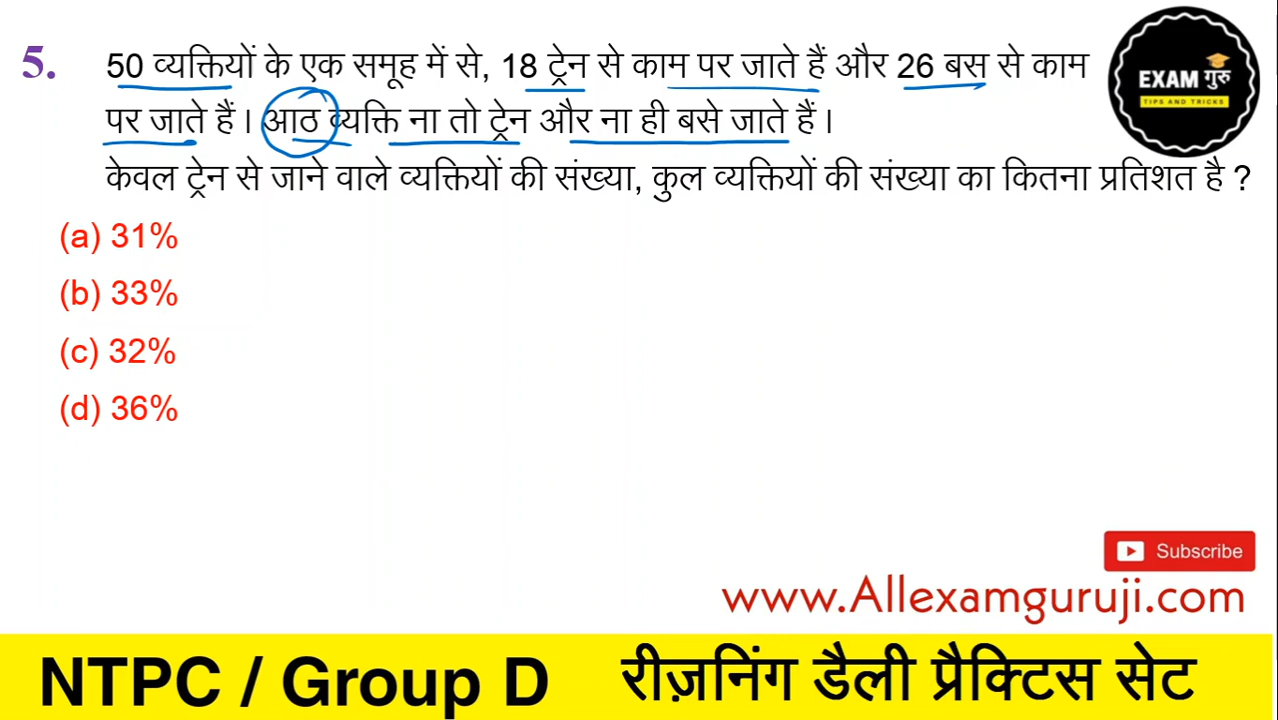 5. 50 व्यक्तियों के एक समूह में से, 18 ट्रेन से काम पर जाते हैं और 26 बस से काम
पर जाते हैं। आठ व्यक्ति ना तो ट्रेन और ना ही बसे जाते हैं।
केवल ट्रेन से जाने वाले व्यक्तियों की संख्या, कुल व्यक्तियों की संख्या का कितना प्रतिशत है ?
(a) 31%
(b) 33%
(c) 32%
(d) 36%
EXAM गुरु
TIPS AND TRICKS
Subscribe
www.Allexamguruji.com
NTPC / Group D रीज़निंग डैली प्रैक्टिस सेट